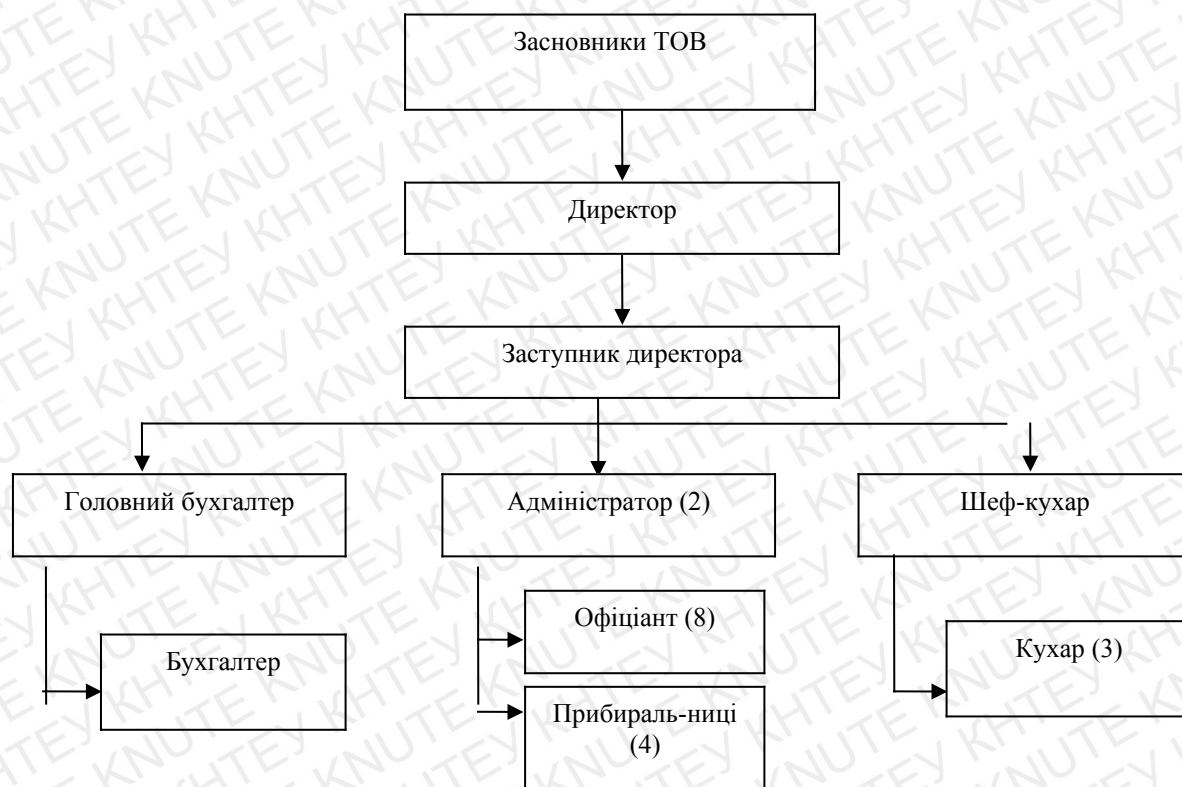 Засновники ТОВ
Директор
Заступник директора
Головний бухгалтер
Адміністратор (2)
Шеф-кухар
Офіціант (8)
Бухгалтер
Кухар (3)
Прибираль-ниці
(4)